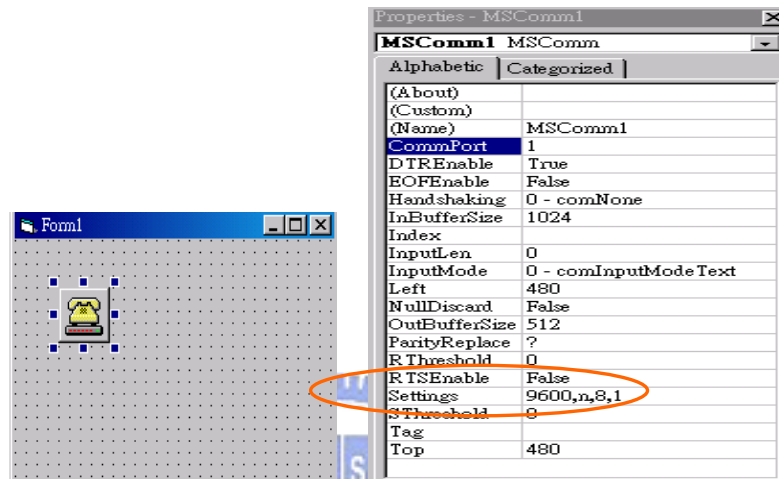 Properties - MSComm1
MSComm1 MSComm
Alphabetic Categorized
(About)
(Custom)
(Name) MSComm1
CommPort 1
DTREnable True
EOFEnable False
Handshaking 0 - comNone
InBufferSize 1024
Index
InputLen 0
InputMode 0 - comInputModeText
Left 480
NullDiscard False
OutBufferSize 512
ParityReplace ?
RThreshold 0
RTSEnable False
Settings 9600,n,8,1
SThreshold 0
Tag
Top 480
Form1